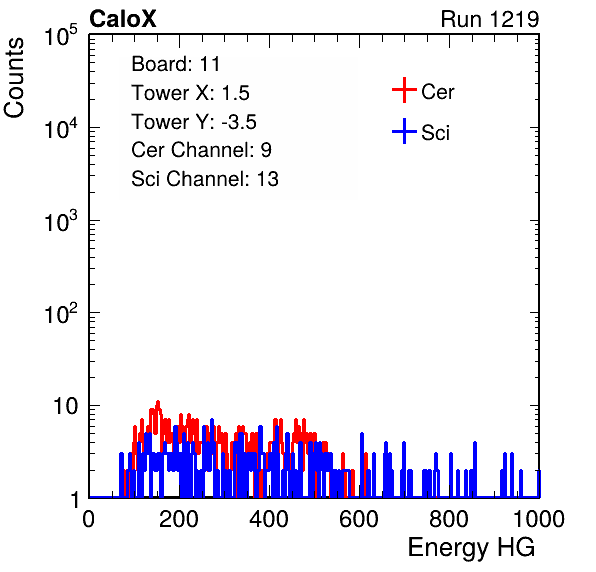 CaloX Run 1219
Counts
10^5
10^4
10^3
10^2
10
1
Board: 11
Tower X: 1.5
Tower Y: -3.5
Cer Channel: 9
Sci Channel: 13
Cer
Sci
0 200 400 600 800 1000
Energy HG